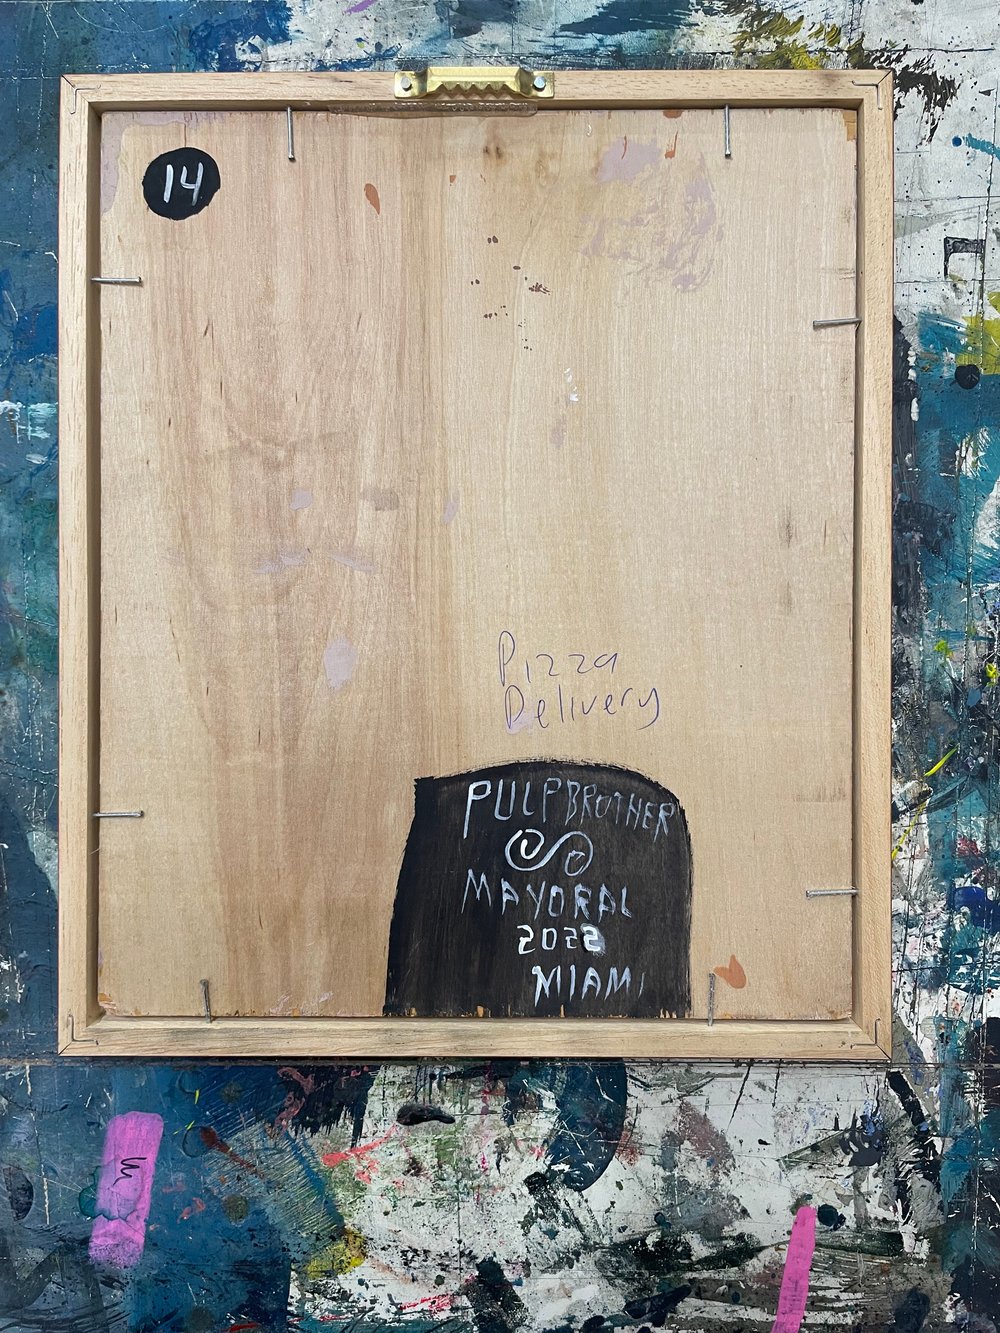 14
Pizza
Delivery
PULPBROTHER
MAYORAL
2022
MIAMI